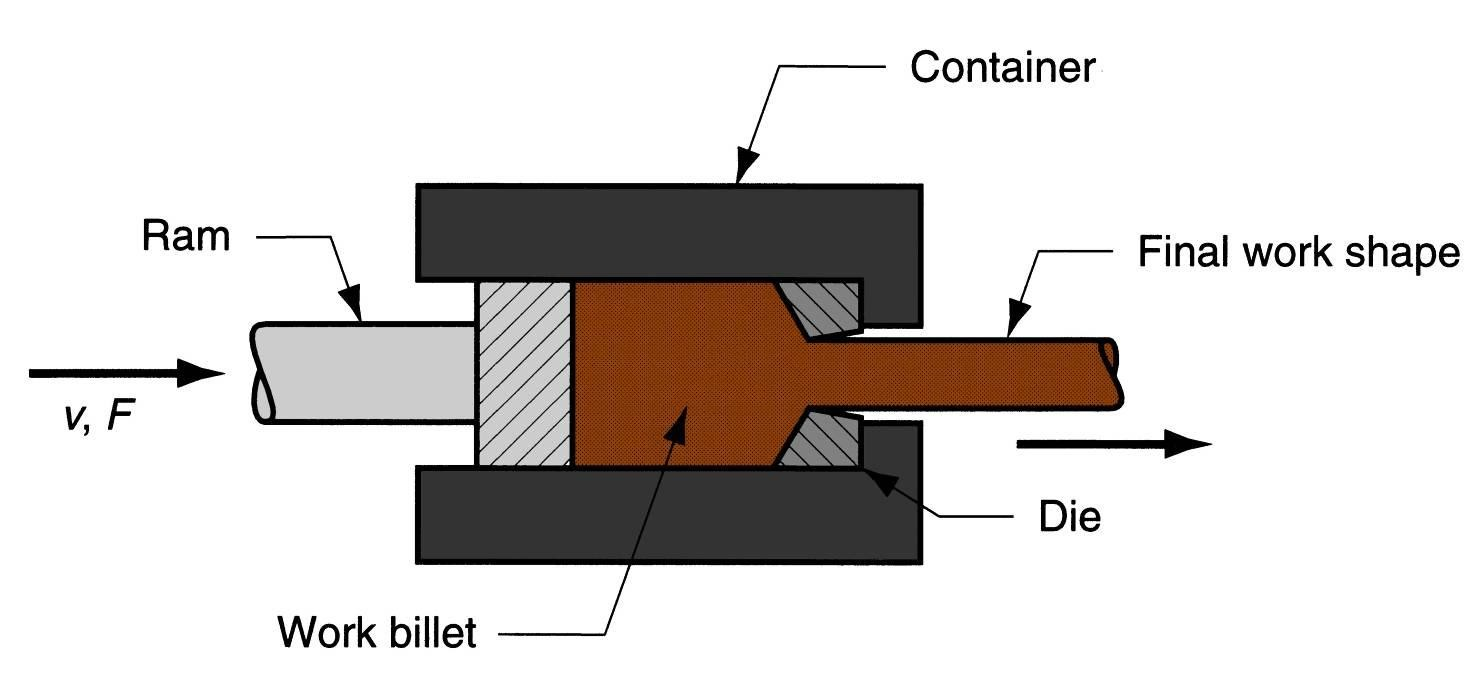 Container
Ram
Final work shape
v, F
Die
Work billet